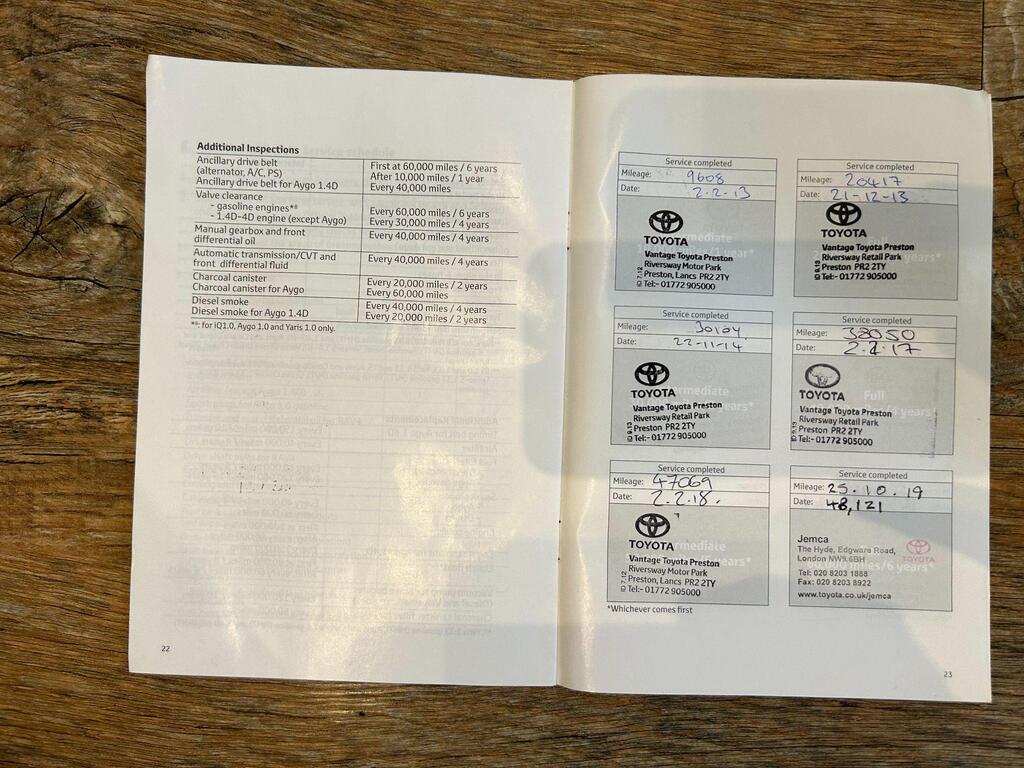 Additional Inspections
Ancillary drive belt
(alternator, A/C, PS)
Ancillary drive belt for Aygo 1.4D
First at 60,000 miles / 6 years
After 10,000 miles / 1 year
Every 40,000 miles
Valve clearance
- gasoline engines*⁸
- 1.4D-4D engine (except Aygo)
Every 60,000 miles / 6 years
Every 30,000 miles / 4 years
Manual gearbox and front
differential oil
Every 40,000 miles / 4 years
Automatic transmission/CVT and
front differential fluid
Every 40,000 miles / 4 years
Charcoal canister
Charcoal canister for Aygo
Every 20,000 miles / 2 years
Every 60,000 miles
Diesel smoke
Diesel smoke for Aygo 1.4D
Every 40,000 miles / 4 years
Every 20,000 miles / 2 years
*⁸: for iQ1.0, Aygo 1.0 and Yaris 1.0 only.
22
Service completed
Mileage: 9608
Date: 2-2-13
TOYOTA
Vantage Toyota Preston
Riversway Motor Park
Preston, Lancs PR2 2TY
Tel:- 01772 905000
Service completed
Mileage: 20417
Date: 21-12-13
TOYOTA
Vantage Toyota Preston
Riversway Retail Park
Preston PR2 2TY
Tel:- 01772 905000
Service completed
Mileage: 30104
Date: 22-11-14
TOYOTA
Vantage Toyota Preston
Riversway Retail Park
Preston PR2 2TY
Tel:- 01772 905000
Service completed
Mileage: 38050
Date: 2.2.17
Full
TOYOTA
Vantage Toyota Preston
Riversway Retail Park
Preston PR2 2TY
Tel:- 01772 905000
Service completed
Mileage: 47069
Date: 2.2.18.
TOYOTA
Vantage Toyota Preston
Riversway Motor Park
Preston, Lancs PR2 2TY
Tel:- 01772 905000
Service completed
Mileage: 25.10.19
Date: 48,121
Jemca
The Hyde, Edgware Road,
London NW9 6BH
TOYOTA
Tel: 020 8203 1888
Fax: 020 8203 8922
www.toyota.co.uk/jemca
*Whichever comes first
23